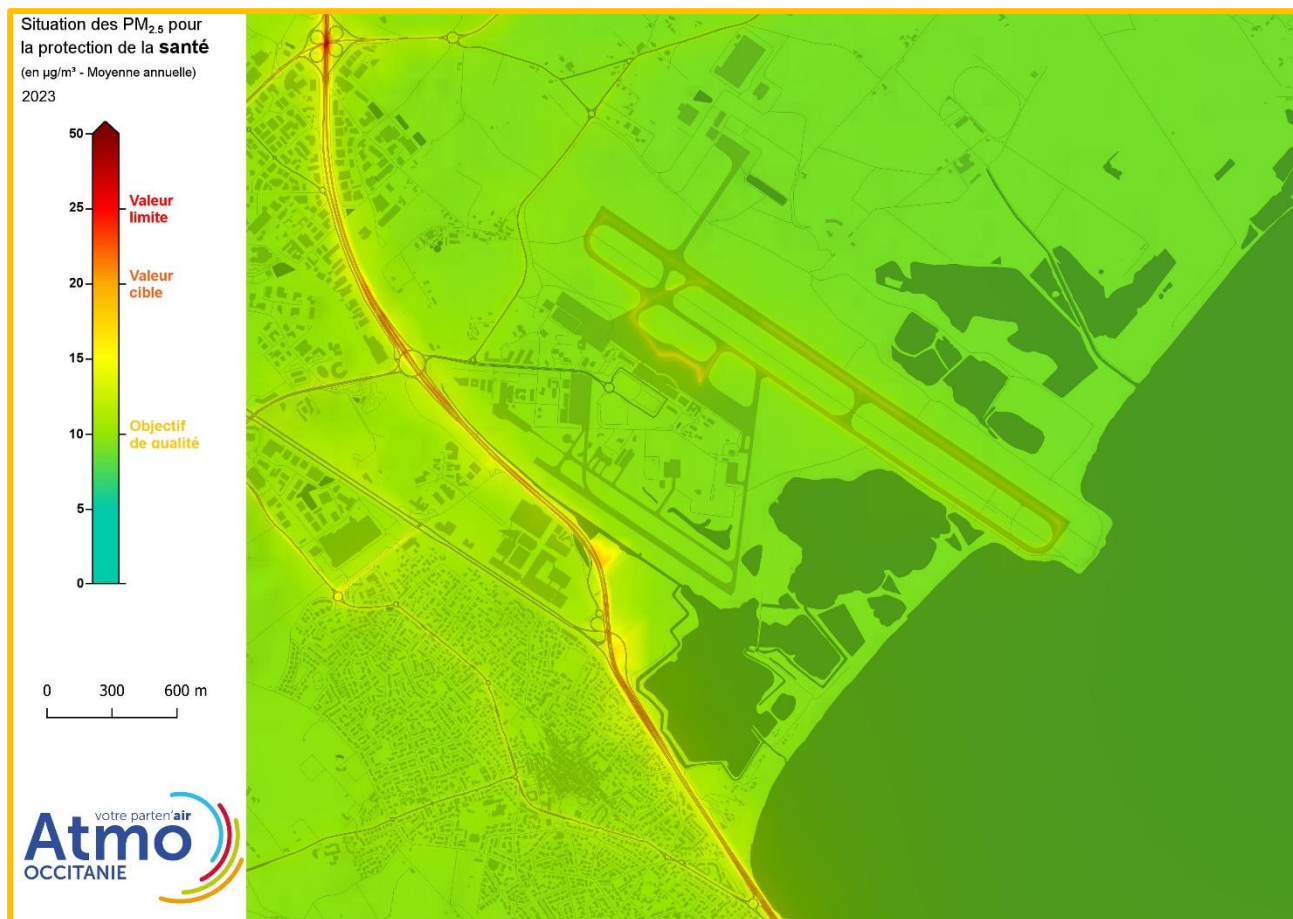 Situation des PM2.5 pour
la protection de la santé
(en µg/m³ - Moyenne annuelle)
2023
50
25
Valeur
limite
20
Valeur
cible
15
10
Objectif
de qualité
5
0
0 300 600 m
votre parten'air
Atmo
OCCITANIE